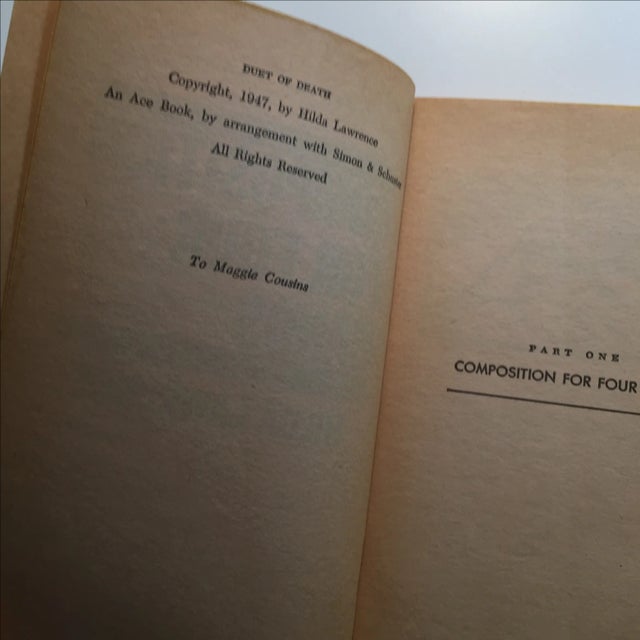 DUET OF DEATH
Copyright, 1947, by Hilda Lawrence
An Ace Book, by arrangement with Simon & Schuster
All Rights Reserved
To Maggie Cousins
PART ONE
COMPOSITION FOR FOUR